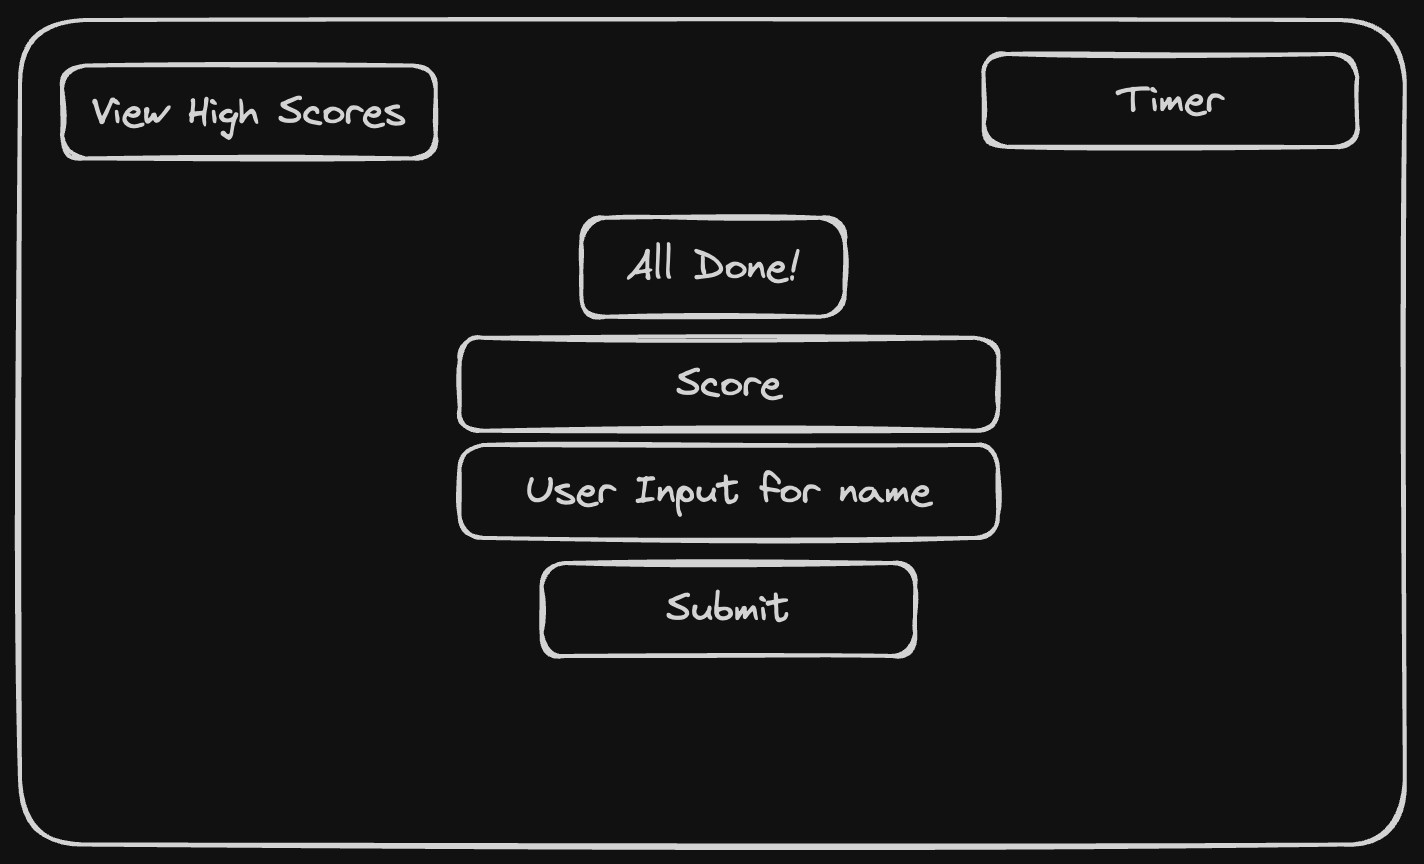 View High Scores
Timer
All Done!
Score
User Input for name
Submit